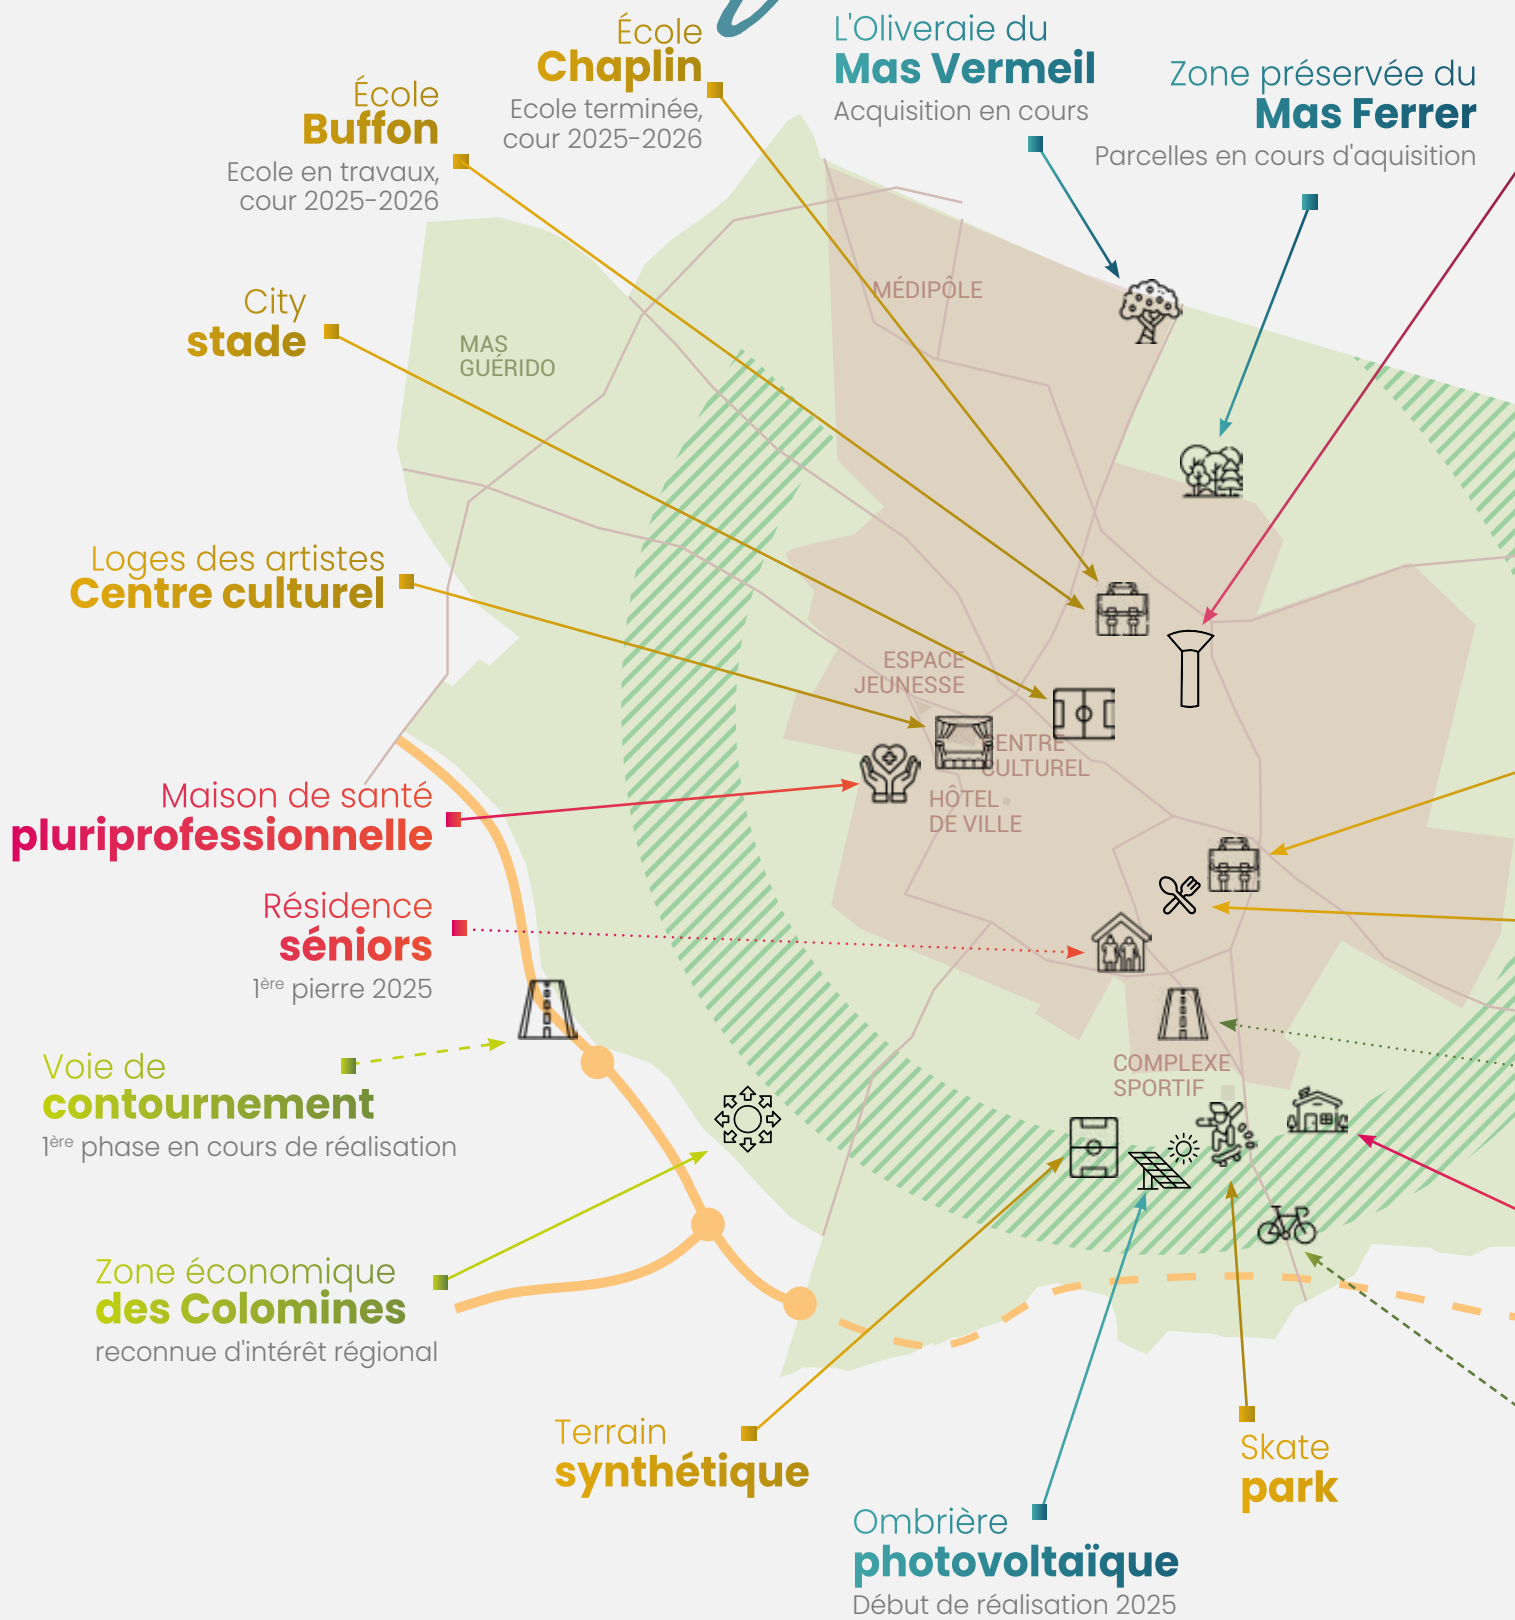 École
Chaplin
Ecole terminée,
cour 2025-2026
L'Oliveraie du
Mas Vermeil
Acquisition en cours
Zone préservée du
Mas Ferrer
Parcelles en cours d'aquisition
École
Buffon
Ecole en travaux,
cour 2025-2026
City
stade
MAS
GUÉRIDO
MÉDIPÔLE
Loges des artistes
Centre culturel
ESPACE
JEUNESSE
CENTRE
CULTUREL
HÔTEL
DE VILLE
Maison de santé
pluriprofessionnelle
Résidence
séniors
1ère pierre 2025
Voie de
contournement
1ère phase en cours de réalisation
COMPLEXE
SPORTIF
Zone économique
des Colomines
reconnue d'intérêt régional
Terrain
synthétique
Skate
park
Ombrière
photovoltaïque
Début de réalisation 2025